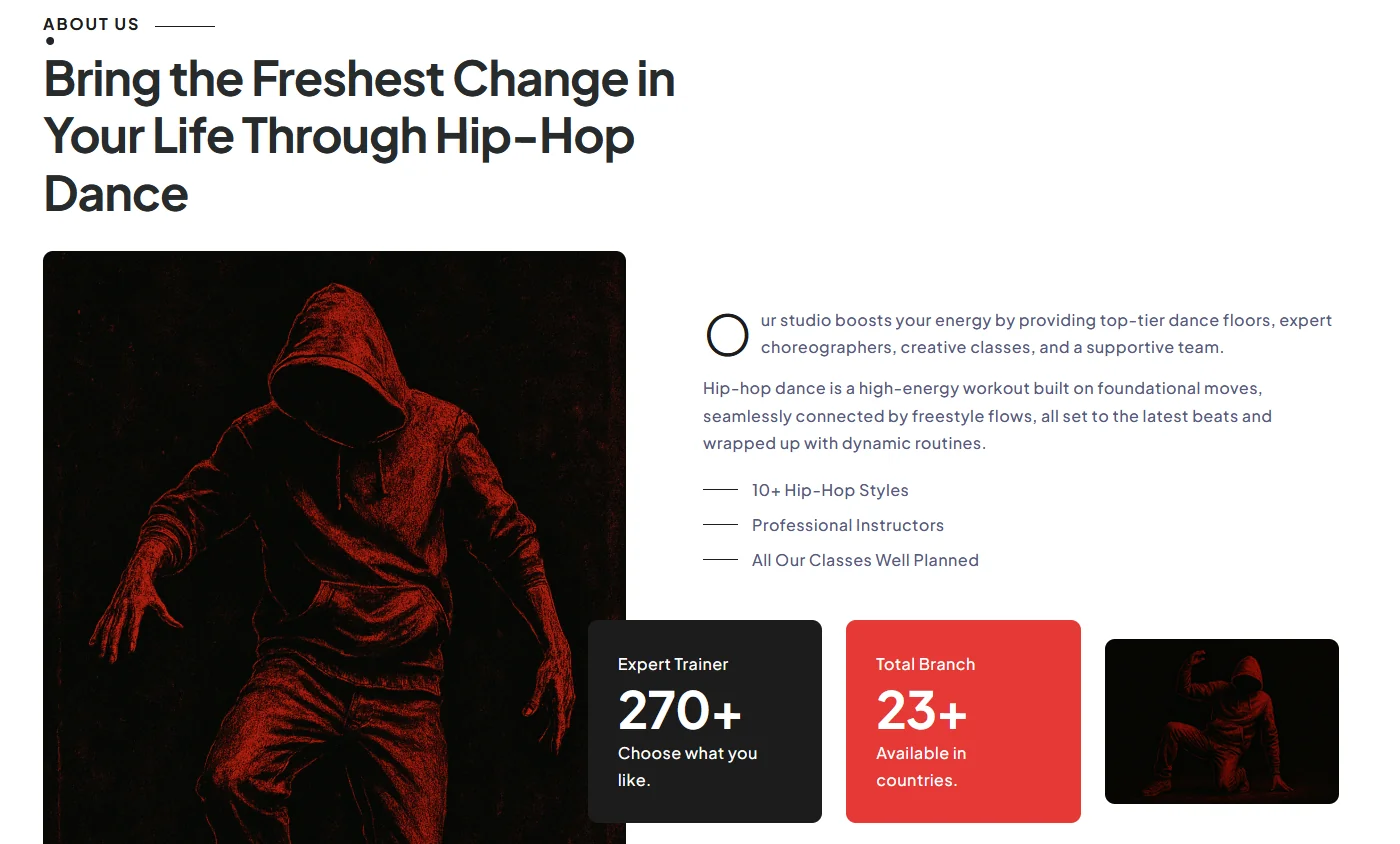 ABOUT US
Bring the Freshest Change in
Your Life Through Hip-Hop
Dance
Our studio boosts your energy by providing top-tier dance floors, expert
choreographers, creative classes, and a supportive team.
Hip-hop dance is a high-energy workout built on foundational moves,
seamlessly connected by freestyle flows, all set to the latest beats and
wrapped up with dynamic routines.
10+ Hip-Hop Styles
Professional Instructors
All Our Classes Well Planned
Expert Trainer
270+
Choose what you
like.
Total Branch
23+
Available in
countries.